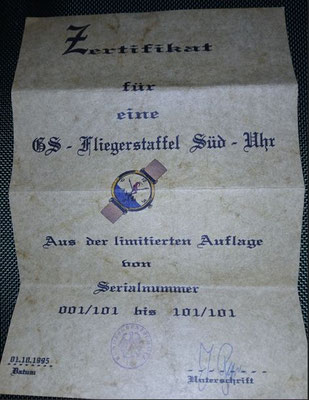 Zertifikat
für
eine
GS - Fliegerstaffel Süd - Uhr
Aus der limitierten Auflage
von
Serialnummer
001/101 bis 101/101
01.10.1995
Datum
Unterschrift